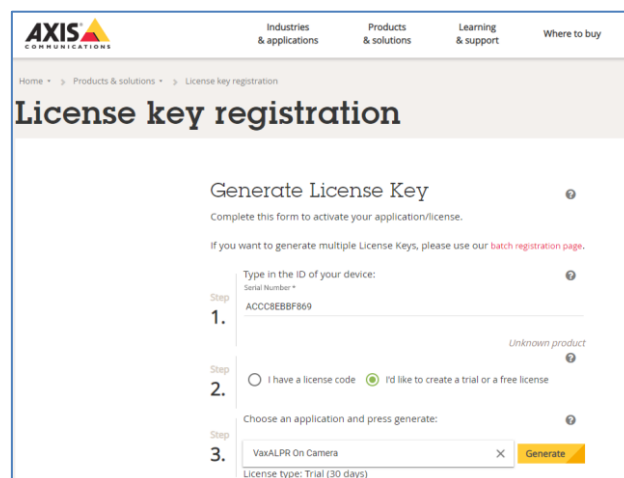 AXIS
COMMUNICATIONS
Industries
& applications
Products
& solutions
Learning
& support
Where to buy
Home
Products & solutions
License key registration
License key registration
Generate License Key
Complete this form to activate your application/license.
If you want to generate multiple License Keys, please use our batch registration page.
Type in the ID of your device:
Serial Number *
Step
1.
ACCC8EBBF869
Unknown product
Step
2.
I have a license code
I'd like to create a trial or a free license
Choose an application and press generate:
Step
3.
VaxALPR On Camera
Generate
License type: Trial (30 days)